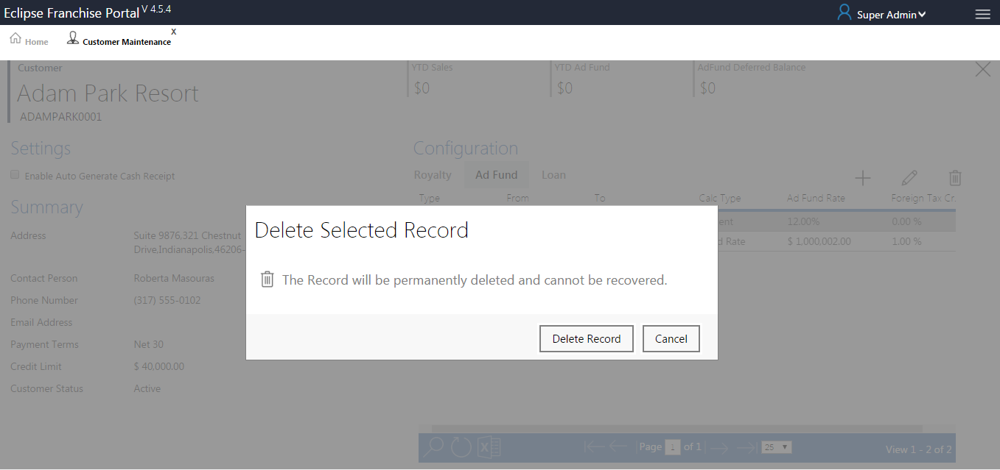 Eclipse Franchise Portal V 4.5.4
Super Admin
Home
Customer Maintenance
X
Customer
Adam Park Resort
ADAMPARK0001
YTD Sales
$0
YTD Ad Fund
$0
AdFund Deferred Balance
$0
Settings
Enable Auto Generate Cash Receipt
Summary
Address Suite 9876,321 Chestnut
Drive,Indianapolis,46206-
Contact Person Roberta Masouras
Phone Number (317) 555-0102
Email Address
Payment Terms Net 30
Credit Limit $ 40,000.00
Customer Status Active
Configuration
Royalty Ad Fund Loan
Type From To Calc Type Ad Fund Rate Foreign Tax Cr.
12.00% 0.00 %
Rate $ 1,000,002.00 1.00 %
Delete Selected Record
The Record will be permanently deleted and cannot be recovered.
Delete Record Cancel
Page 1 of 1 25 View 1 - 2 of 2